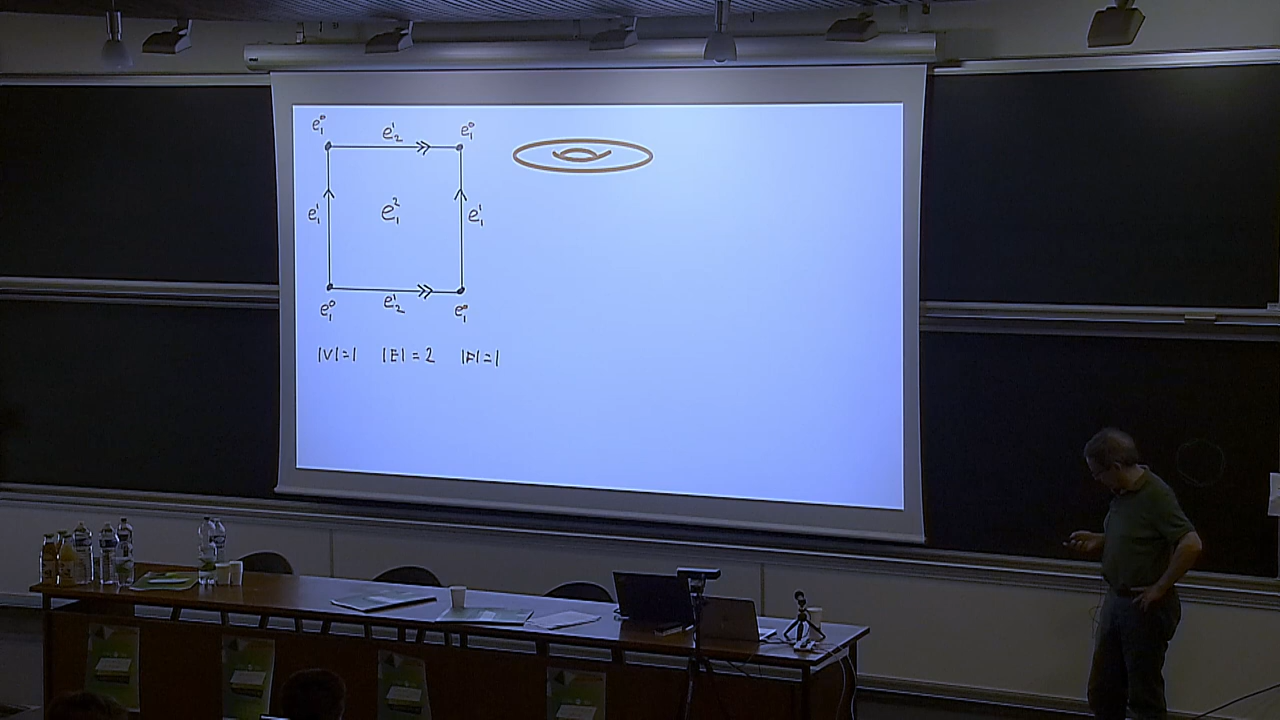 e₁⁰ e₂¹ e₁⁰
e₁¹ e₁² e₁¹
e₁⁰ e₂¹ e₁⁰
|V|=1 |E|=2 |F|=1